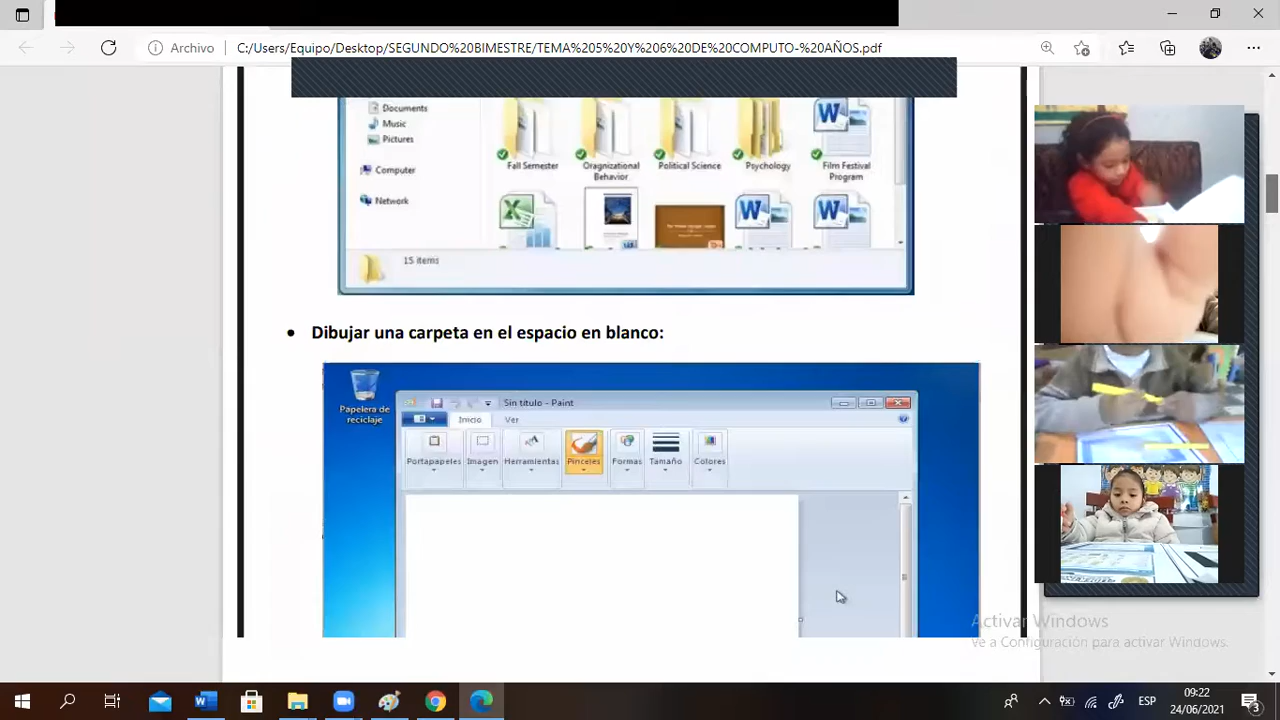 Archivo
C:/Users/Equipo/Desktop/SEGUNDO%20BIMESTRE/TEMA%205%20Y%206%20DE%20COMPUTO-%20AÑOS.pdf
Documents
Music
Pictures
Computer
Network
Fall Semester
Oragnizational
Behavior
Political Science
Psychology
Film Festival
Program
15 items
• Dibujar una carpeta en el espacio en blanco:
Papelera de
reciclaje
Sin título - Paint
Inicio
Ver
Portapapeles
Imagen
Herramientas
Pinceles
Formas
Tamaño
Colores
Activar Windows
Ve a Configuración para activar Windows.
ESP
09:22
24/06/2021
3